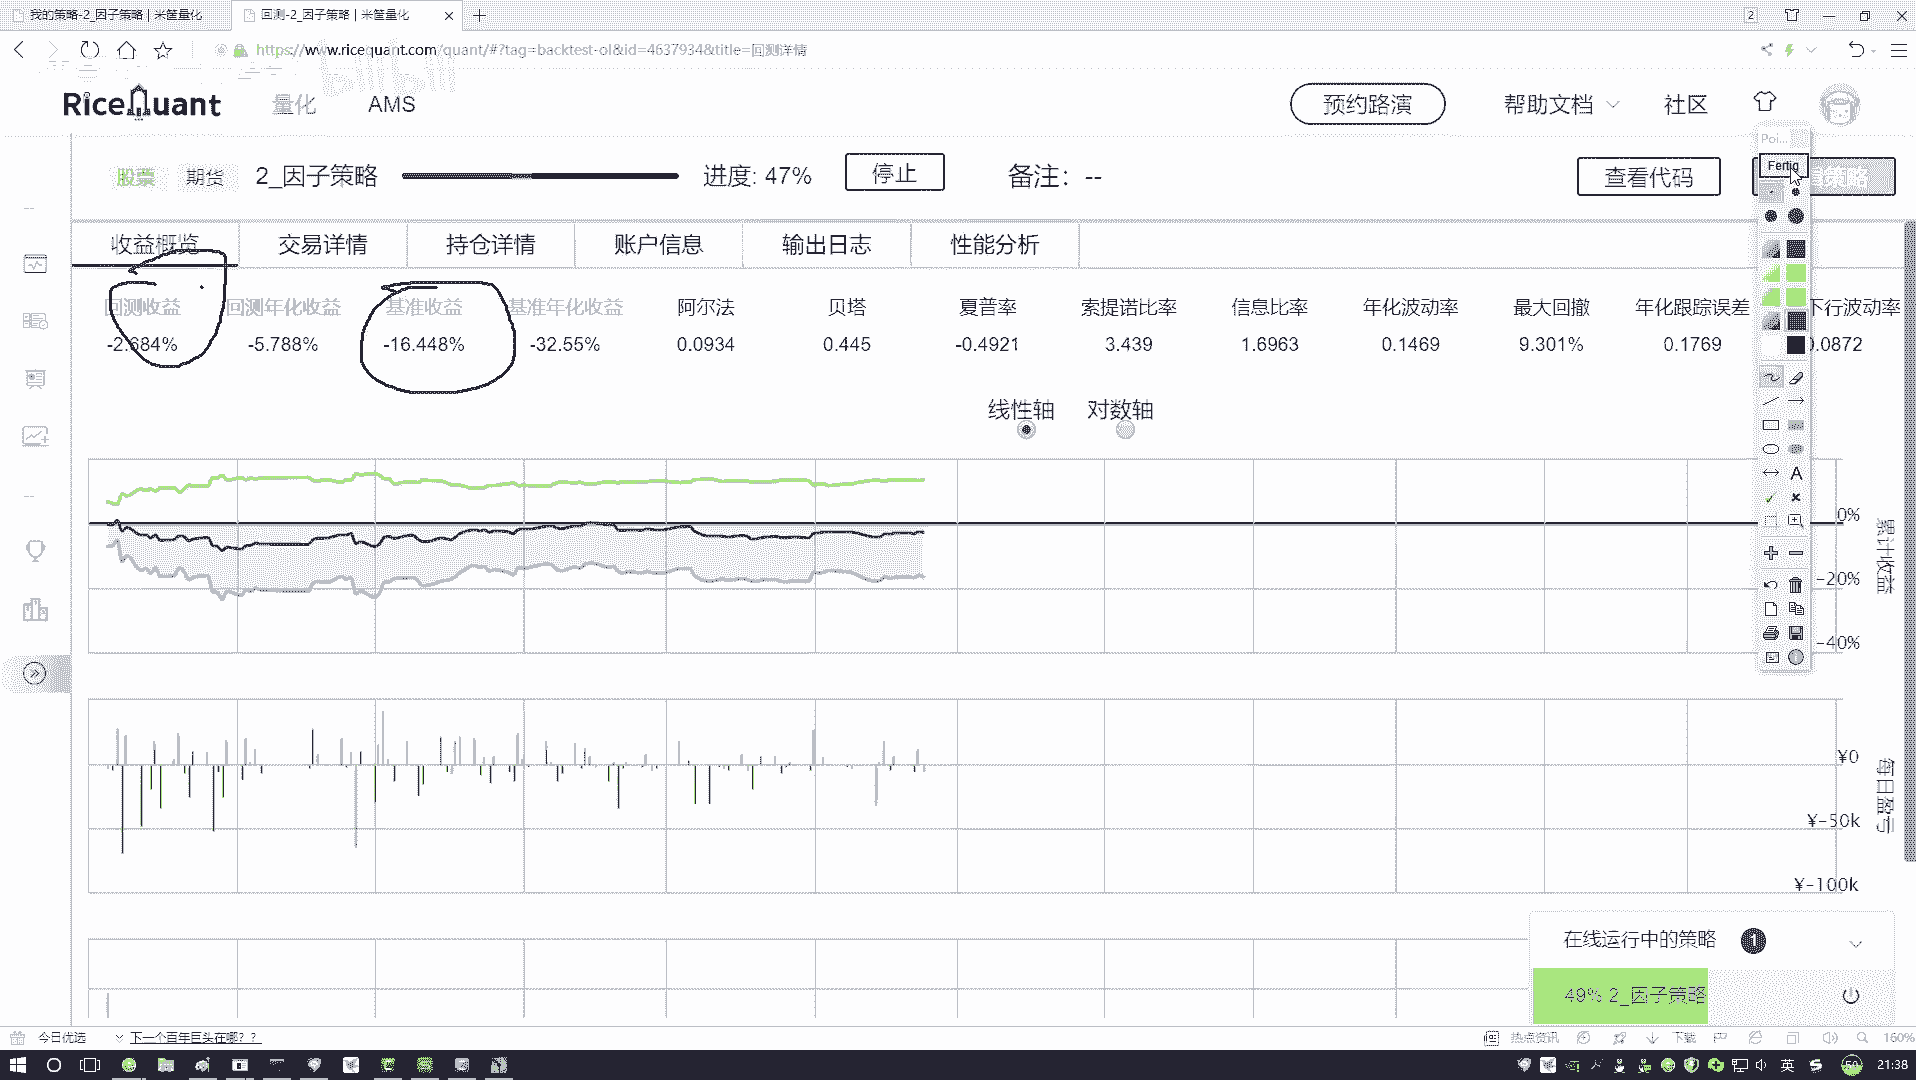 我的策略-2_因子策略 | 米筐量化
回测-2_因子策略 | 米筐量化
2
https://www.ricequant.com/quant/#?tag=backtest-ol&id=4637934&title=回测详情
bilibili
RiceQuant 量化 AMS 预约路演 帮助文档 社区
Poi...
Fertig
股票 期货 2_因子策略 进度: 47% 停止 备注: -- 查看代码 策略
收益概览 交易详情 持仓详情 账户信息 输出日志 性能分析
回测收益 回测年化收益 基准收益 基准年化收益 阿尔法 贝塔 夏普率 索提诺比率 信息比率 年化波动率 最大回撤 年化跟踪误差 下行波动率
-2.684% -5.788% -16.448% -32.55% 0.0934 0.445 -0.4921 3.439 1.6963 0.1469 9.301% 0.1769 0.0872
线性轴 对数轴
A
0%
-20%
-40%
累计收益
¥0
¥-50k
¥-100k
每日盈亏
在线运行中的策略 1
49% 2_因子策略
今日优选 下一个百年巨头在哪？？ 热点资讯 下载 160%
英 21:38